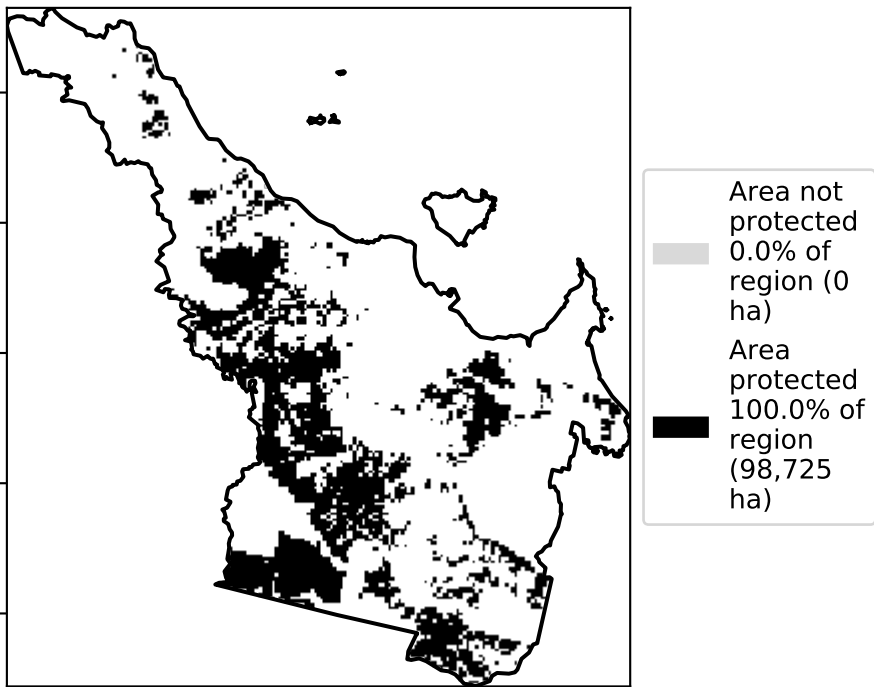 Area not
protected
0.0% of
region (0
ha)
Area
protected
100.0% of
region
(98,725
ha)